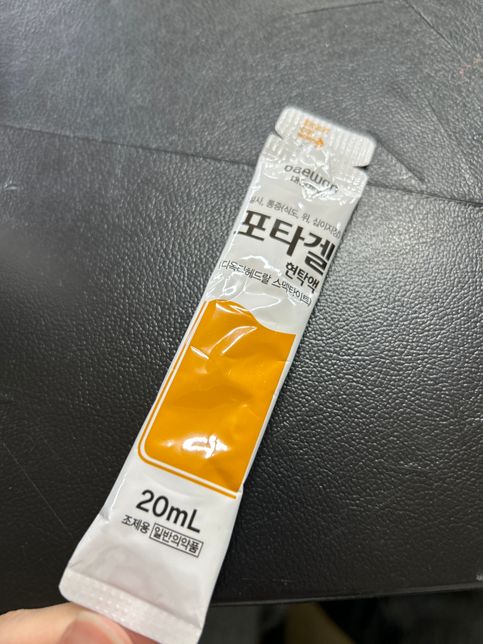 daewon
설사, 통증(식도, 위, 십이지장)
포타겔
현탁액
(디옥타헤드랄 스멕타이트)
20mL
조제용 일반의약품